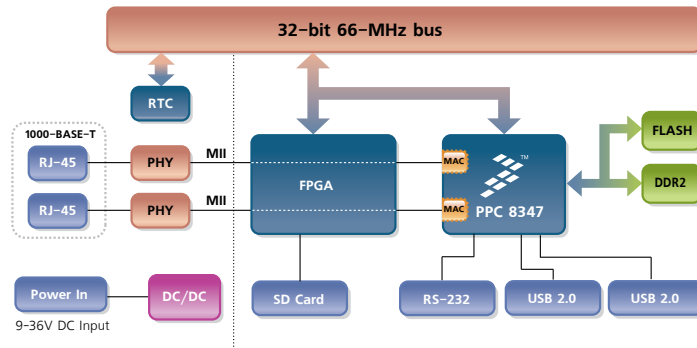 32-bit 66-MHz bus
RTC
1000-BASE-T
RJ-45
PHY
MII
FPGA
MAC
TM
PPC 8347
FLASH
DDR2
RJ-45
PHY
MII
MAC
Power In
DC/DC
SD Card
RS-232
USB 2.0
USB 2.0
9-36V DC Input